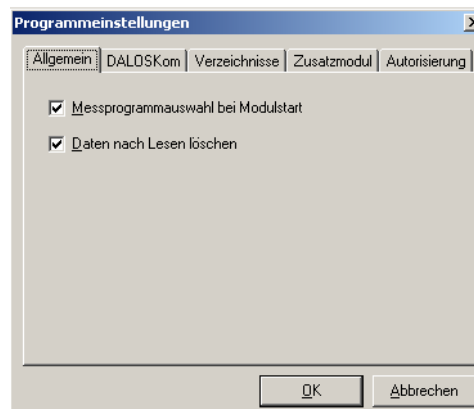 Programmeinstellungen
Allgemein DALOSKom Verzeichnisse Zusatzmodul Autorisierung
Messprogrammauswahl bei Modulstart
Daten nach Lesen löschen
OK Abbrechen